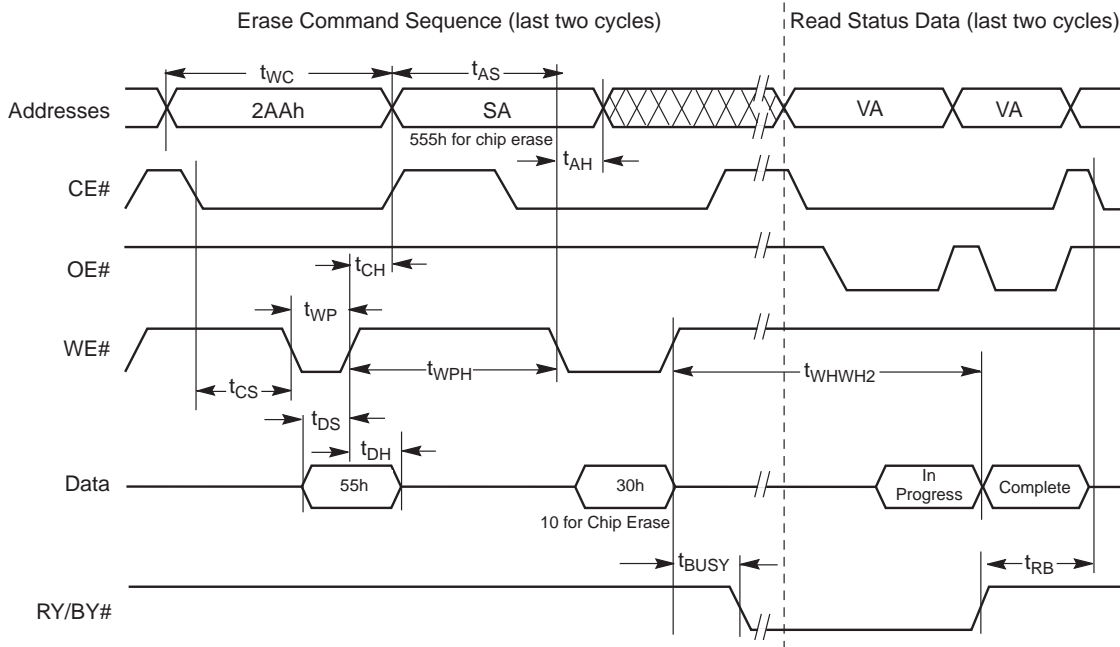 Erase Command Sequence (last two cycles)
Read Status Data (last two cycles)
tWC
tAS
Addresses
2AAh
SA
VA
VA
555h for chip erase
tAH
CE#
OE#
tCH
tWP
WE#
tWPH
tWHWH2
tCS
tDS
tDH
Data
55h
30h
In
Progress
Complete
10 for Chip Erase
tBUSY
tRB
RY/BY#